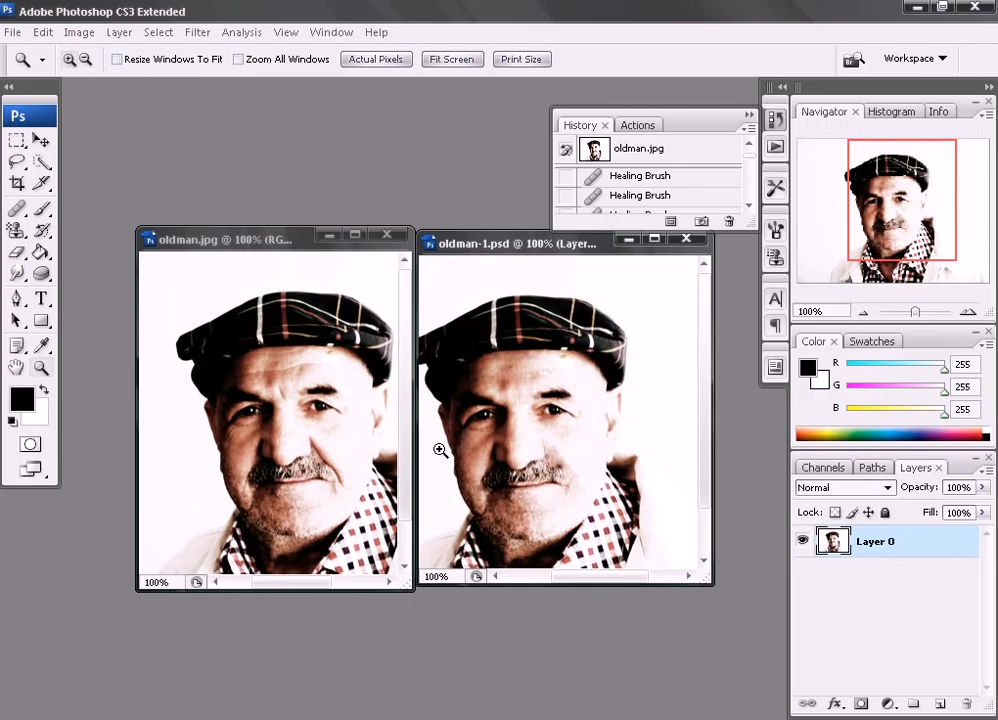 Ps Adobe Photoshop CS3 Extended
File Edit Image Layer Select Filter Analysis View Window Help
Resize Windows To Fit Zoom All Windows Actual Pixels Fit Screen Print Size Workspace
Ps
History Actions
oldman.jpg
Healing Brush
Healing Brush
Navigator Histogram Info
100%
Ps oldman.jpg @ 100% (RG...
100%
Ps oldman-1.psd @ 100% (Layer...
100%
Color Swatches
R 255
G 255
B 255
Channels Paths Layers
Normal Opacity: 100%
Lock: Fill: 100%
Layer 0